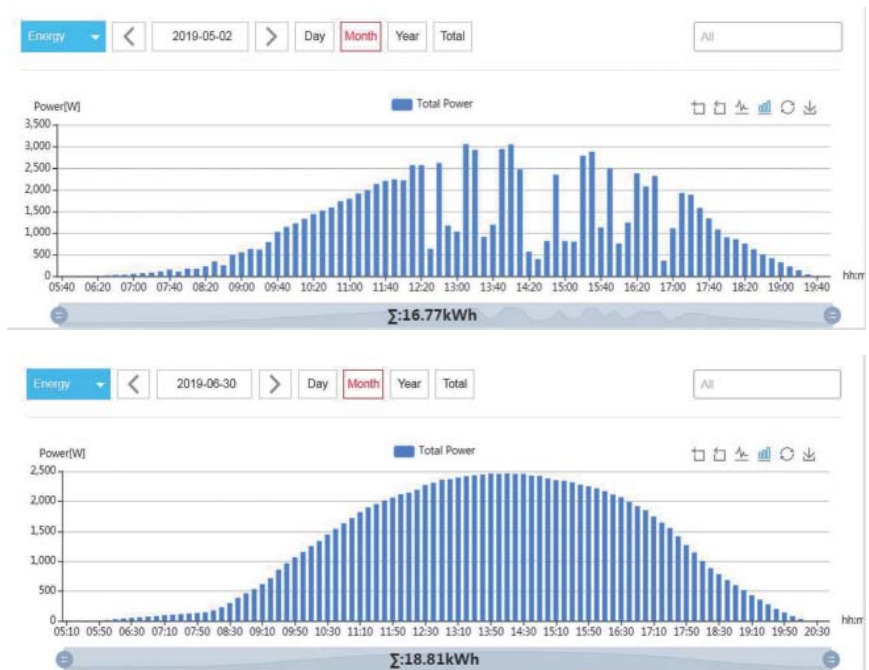 Energy 2019-05-02 Day Month Year Total All
Power[W] Total Power
3,500
3,000
2,500
2,000
1,500
1,000
500
0
05:40 06:20 07:00 07:40 08:20 09:00 09:40 10:20 11:00 11:40 12:20 13:00 13:40 14:20 15:00 15:40 16:20 17:00 17:40 18:20 19:00 19:40 hh:m
∑:16.77kWh
Energy 2019-06-30 Day Month Year Total All
Power[W] Total Power
2,500
2,000
1,500
1,000
500
0
05:10 05:50 06:30 07:10 07:50 08:30 09:10 09:50 10:30 11:10 11:50 12:30 13:10 13:50 14:30 15:10 15:50 16:30 17:10 17:50 18:30 19:10 19:50 20:30 hh:m
∑:18.81kWh